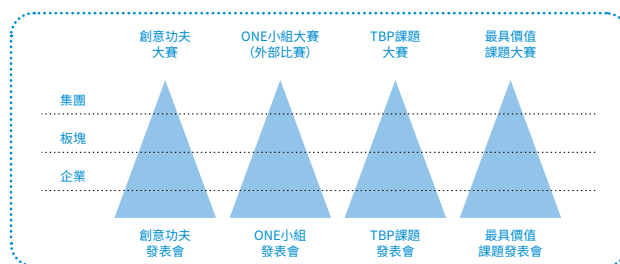 創意功夫
大賽
ONE小組大賽
（外部比賽）
TBP課題
大賽
最具價值
課題大賽
集團
板塊
企業
創意功夫
發表會
ONE小組
發表會
TBP課題
發表會
最具價值
課題發表會